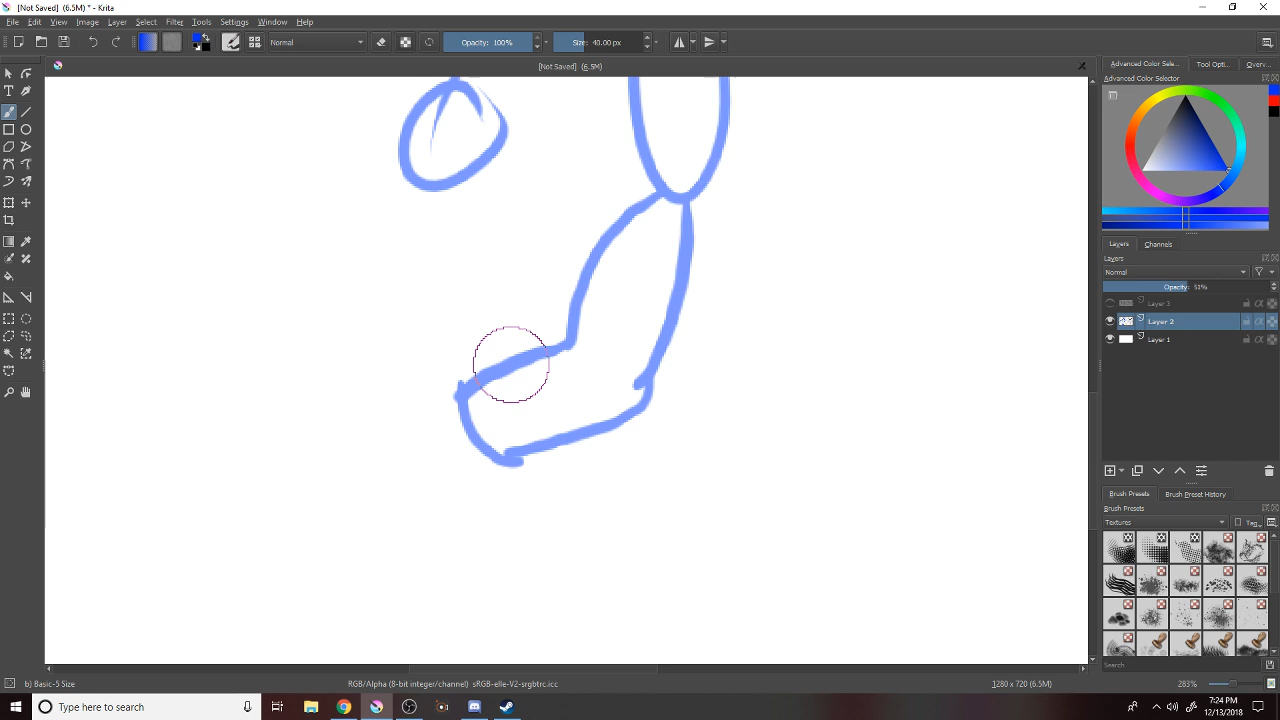 [Not Saved] (6.5M) * - Krita
File Edit View Image Layer Select Filter Tools Settings Window Help
Normal Opacity: 100% Size: 40.00 px
[Not Saved] (6.5M)
Advanced Color Sele... Tool Opti... Overv...
Advanced Color Selector
Layers Channels
Layers
Normal
Opacity: 51%
Layer 3
Layer 2
Layer 1
Brush Presets Brush Preset History
Brush Presets
Textures Tag
Search
b) Basic-5 Size RGB/Alpha (8-bit integer/channel) sRGB-elle-V2-srgbtrc.icc 1280 x 720 (6.5M) 283%
Type here to search
7:24 PM
12/13/2018